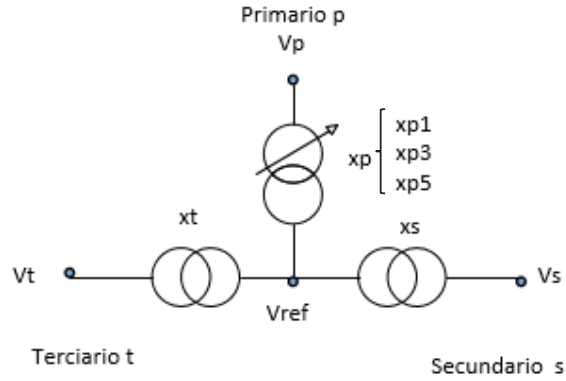 Primario p
Vp
xp
xp1
xp3
xp5
xt
xs
Vt
Vref
Vs
Terciario t
Secundario s